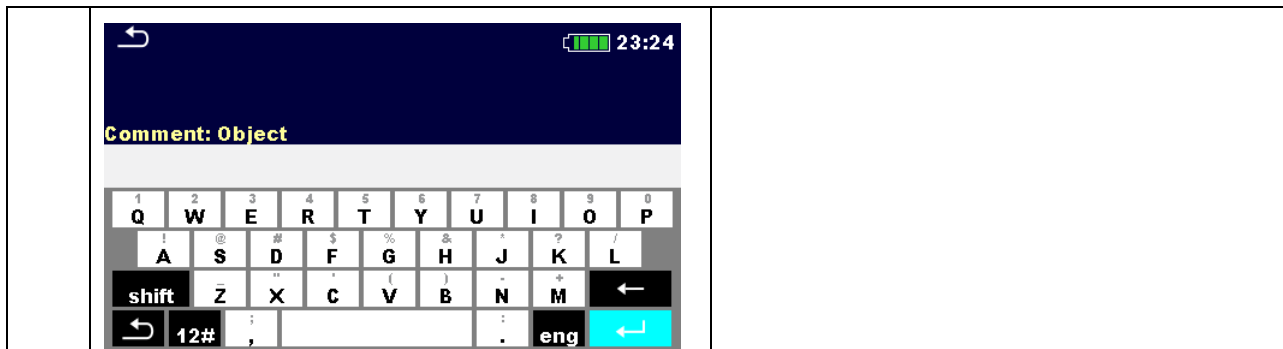 23:24
Comment: Object
1 2 3 4 5 6 7 8 9 0
Q W E R T Y U I O P
! @ # $ % & * ? /
A S D F G H J K L
_ " ' ( ) - +
shift Z X C V B N M
; :
12# , . eng